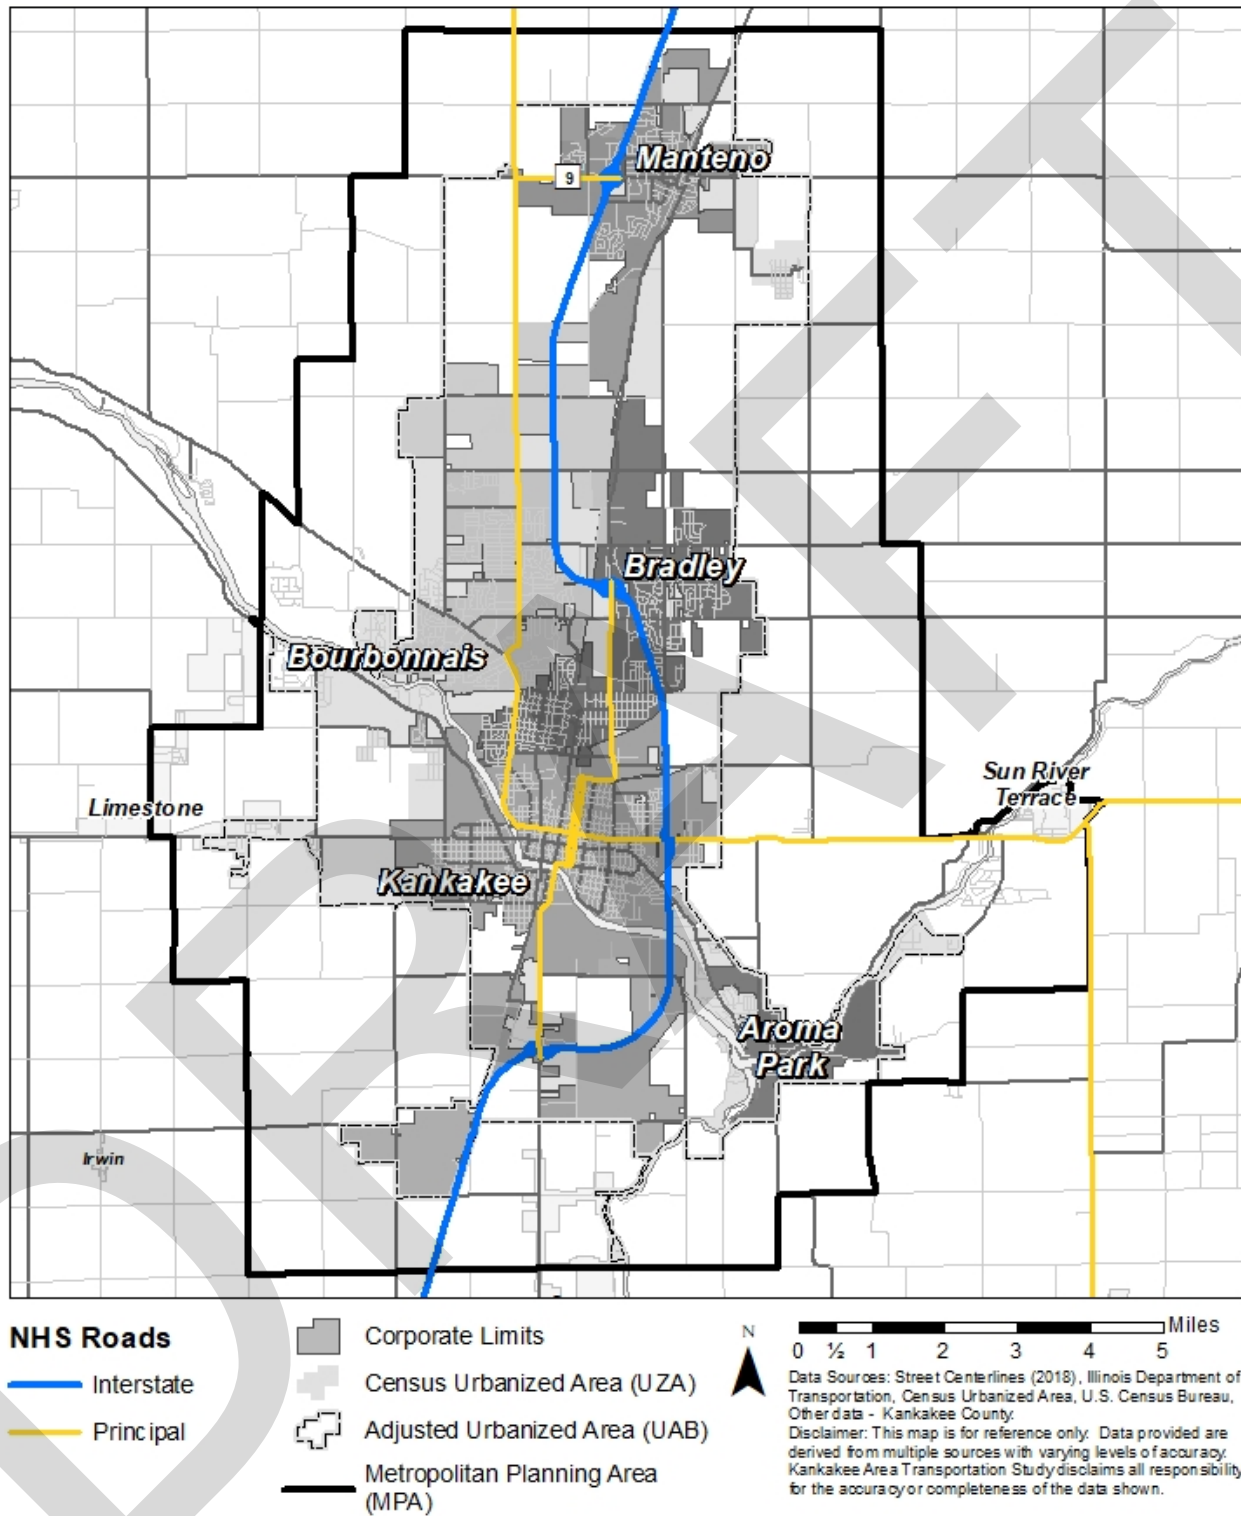 9
Manteno
Bradley
Bourbonnais
Sun River
Terrace
Limestone
Kankakee
Aroma
Park
Irwin
DRAFT
NHS Roads
Interstate
Principal
Corporate Limits
Census Urbanized Area (UZA)
Adjusted Urbanized Area (UAB)
Metropolitan Planning Area
(MPA)
N
Miles
0 ½ 1 2 3 4 5
Data Sources: Street Centerlines (2018), Illinois Department of
Transportation, Census Urbanized Area, U.S. Census Bureau,
Other data - Kankakee County.
Disclaimer: This map is for reference only. Data provided are
derived from multiple sources with varying levels of accuracy.
Kankakee Area Transportation Study disclaims all responsibility
for the accuracy or completeness of the data shown.